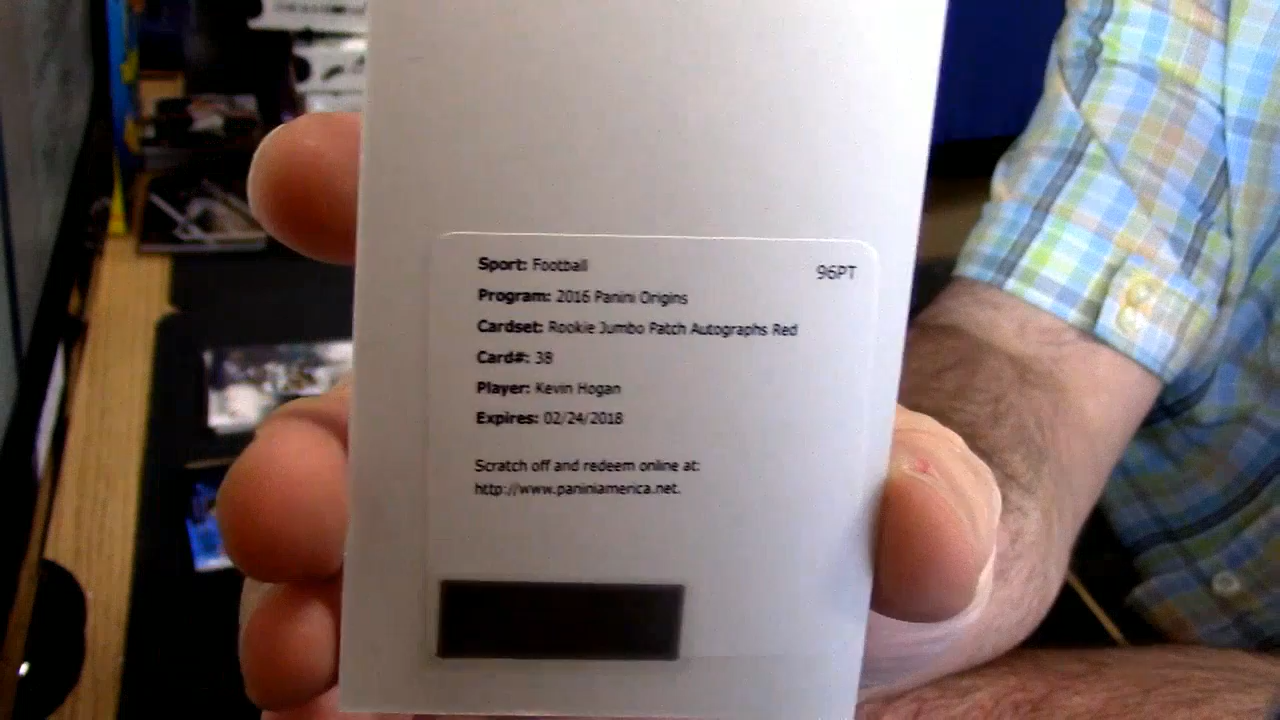 Sport: Football
96PT
Program: 2016 Panini Origins
Cardset: Rookie Jumbo Patch Autographs Red
Card#: 38
Player: Kevin Hogan
Expires: 02/24/2018
Scratch off and redeem online at:
http://www.paniniamerica.net.